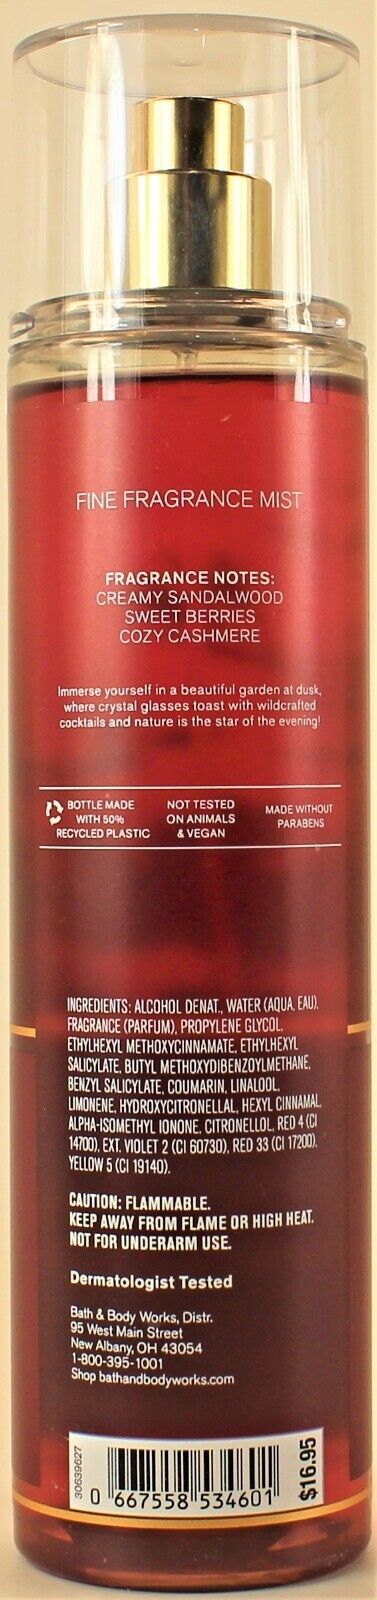 FINE FRAGRANCE MIST
FRAGRANCE NOTES:
CREAMY SANDALWOOD
SWEET BERRIES
COZY CASHMERE
Immerse yourself in a beautiful garden at dusk,
where crystal glasses toast with wildcrafted
cocktails and nature is the star of the evening!
BOTTLE MADE
WITH 50%
RECYCLED PLASTIC
NOT TESTED
ON ANIMALS
& VEGAN
MADE WITHOUT
PARABENS
INGREDIENTS: ALCOHOL DENAT., WATER (AQUA, EAU),
FRAGRANCE (PARFUM), PROPYLENE GLYCOL,
ETHYLHEXYL METHOXYCINNAMATE, ETHYLHEXYL
SALICYLATE, BUTYL METHOXYDIBENZOYLMETHANE,
BENZYL SALICYLATE, COUMARIN, LINALOOL,
LIMONENE, HYDROXYCITRONELLAL, HEXYL CINNAMAL,
ALPHA-ISOMETHYL IONONE, CITRONELLOL, RED 4 (CI
14700), EXT. VIOLET 2 (CI 60730), RED 33 (CI 17200),
YELLOW 5 (CI 19140).
CAUTION: FLAMMABLE.
KEEP AWAY FROM FLAME OR HIGH HEAT.
NOT FOR UNDERARM USE.
Dermatologist Tested
Bath & Body Works, Distr.
95 West Main Street
New Albany, OH 43054
1-800-395-1001
Shop bathandbodyworks.com
30639627
0 667558 534601
$16.95